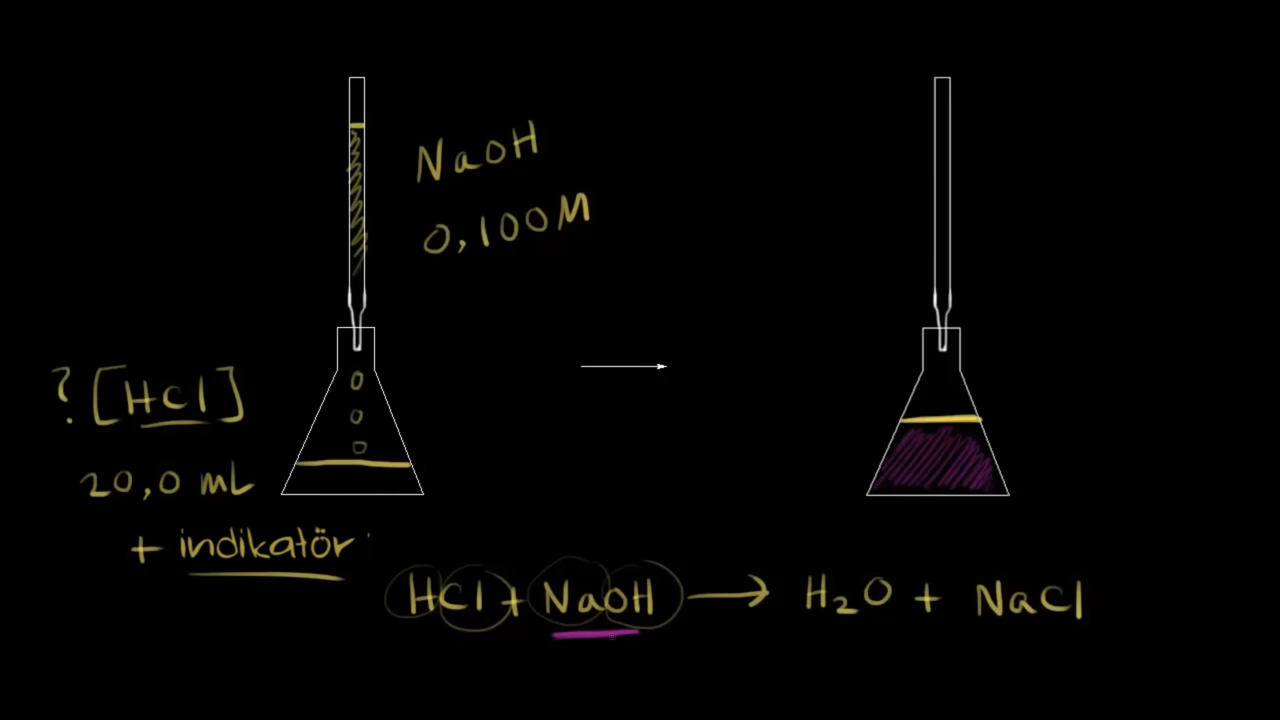 NaOH
0,100M
? [HCl]
20,0 mL
+ indikatör
HCl + NaOH → H₂O + NaCl